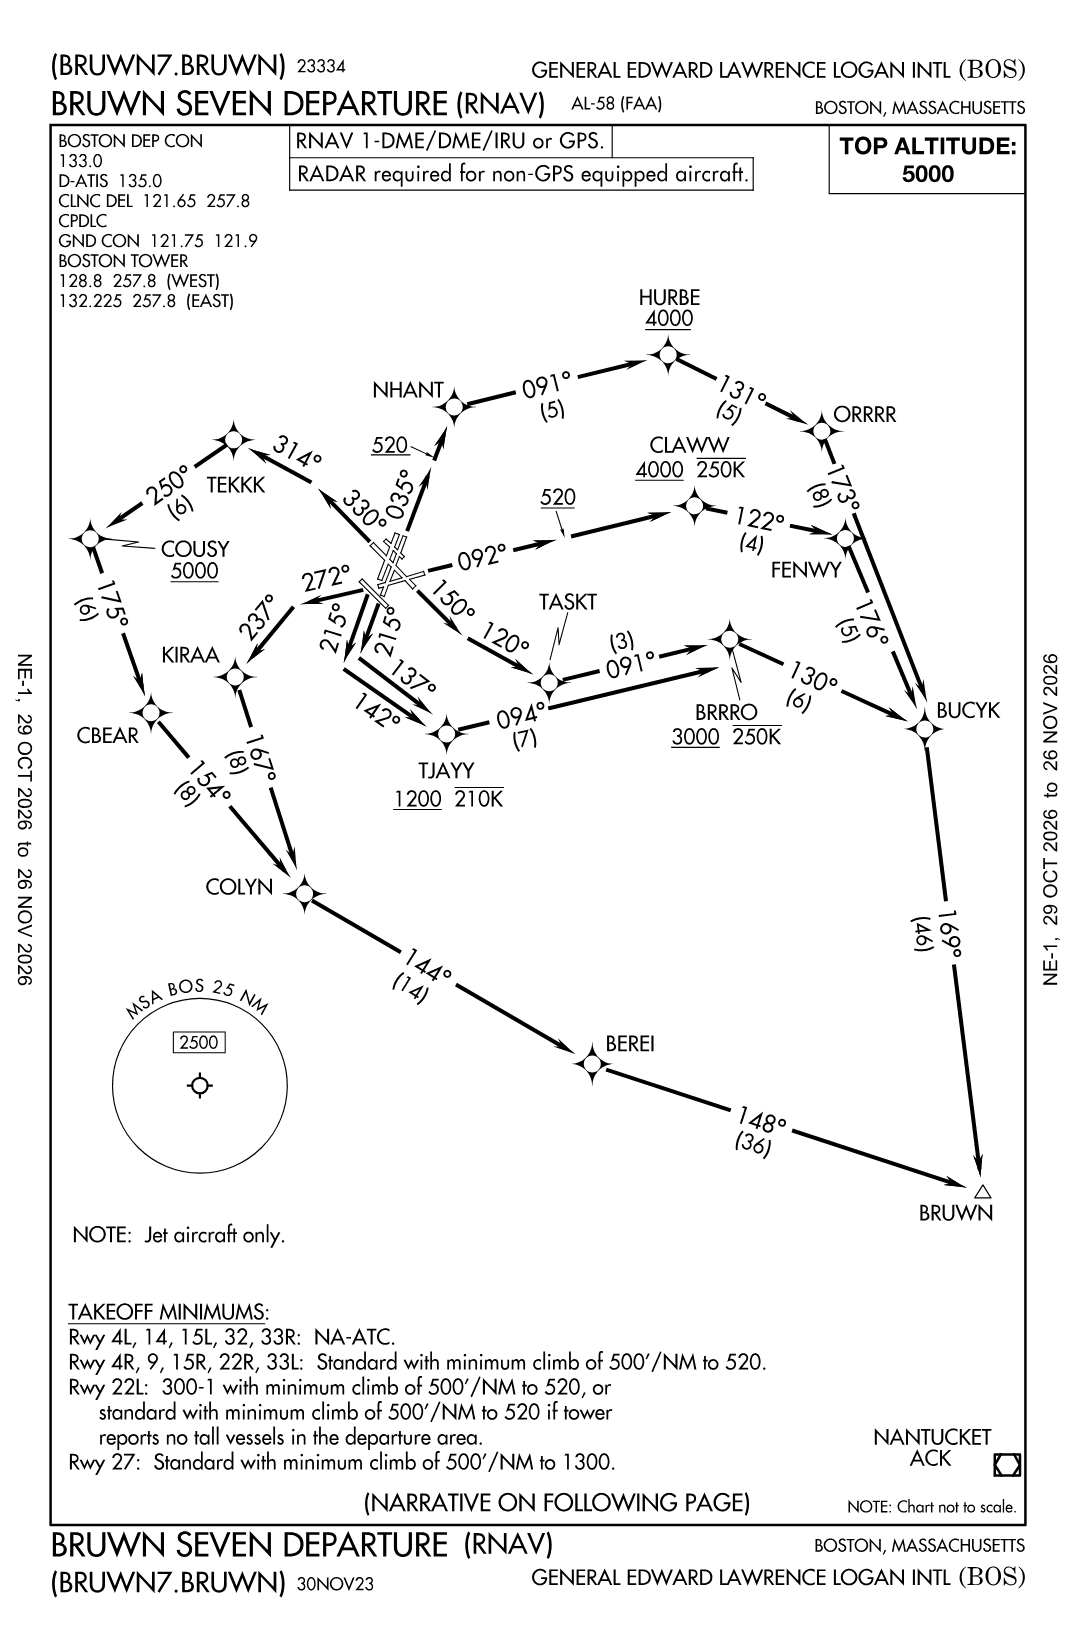 (BRUWN7.BRUWN) 23334
GENERAL EDWARD LAWRENCE LOGAN INTL (BOS)
BRUWN SEVEN DEPARTURE (RNAV) AL-58 (FAA)
BOSTON, MASSACHUSETTS
BOSTON DEP CON
133.0
D-ATIS 135.0
CLNC DEL 121.65 257.8
CPDLC
GND CON 121.75 121.9
BOSTON TOWER
128.8 257.8 (WEST)
132.225 257.8 (EAST)
RNAV 1-DME/DME/IRU or GPS.
RADAR required for non-GPS equipped aircraft.
TOP ALTITUDE:
5000
HURBE
4000
NHANT
091°
(5)
131°
(5)
ORRRR
520
CLAWW
4000 250K
314°
TEKKK
250°
(6)
330°
035°
520
173°
(8)
122°
(4)
COUSY
5000
092°
FENWY
272°
175°
(6)
150°
TASKT
237°
215°
215°
120°
(3)
091°
176°
(5)
KIRAA
137°
142°
130°
(6)
CBEAR
094°
(7)
BRRRO
3000 250K
BUCYK
167°
(8)
TJAYY
1200 210K
154°
(8)
COLYN
169°
(46)
144°
(14)
MSA BOS 25 NM
2500
BEREI
148°
(36)
BRUWN
NOTE: Jet aircraft only.
TAKEOFF MINIMUMS:
Rwy 4L, 14, 15L, 32, 33R: NA-ATC.
Rwy 4R, 9, 15R, 22R, 33L: Standard with minimum climb of 500'/NM to 520.
Rwy 22L: 300-1 with minimum climb of 500'/NM to 520, or
standard with minimum climb of 500'/NM to 520 if tower
reports no tall vessels in the departure area.
Rwy 27: Standard with minimum climb of 500'/NM to 1300.
NANTUCKET
ACK
(NARRATIVE ON FOLLOWING PAGE)
NOTE: Chart not to scale.
BRUWN SEVEN DEPARTURE (RNAV)
BOSTON, MASSACHUSETTS
(BRUWN7.BRUWN) 30NOV23
GENERAL EDWARD LAWRENCE LOGAN INTL (BOS)
NE-1, 29 OCT 2026 to 26 NOV 2026
NE-1, 29 OCT 2026 to 26 NOV 2026